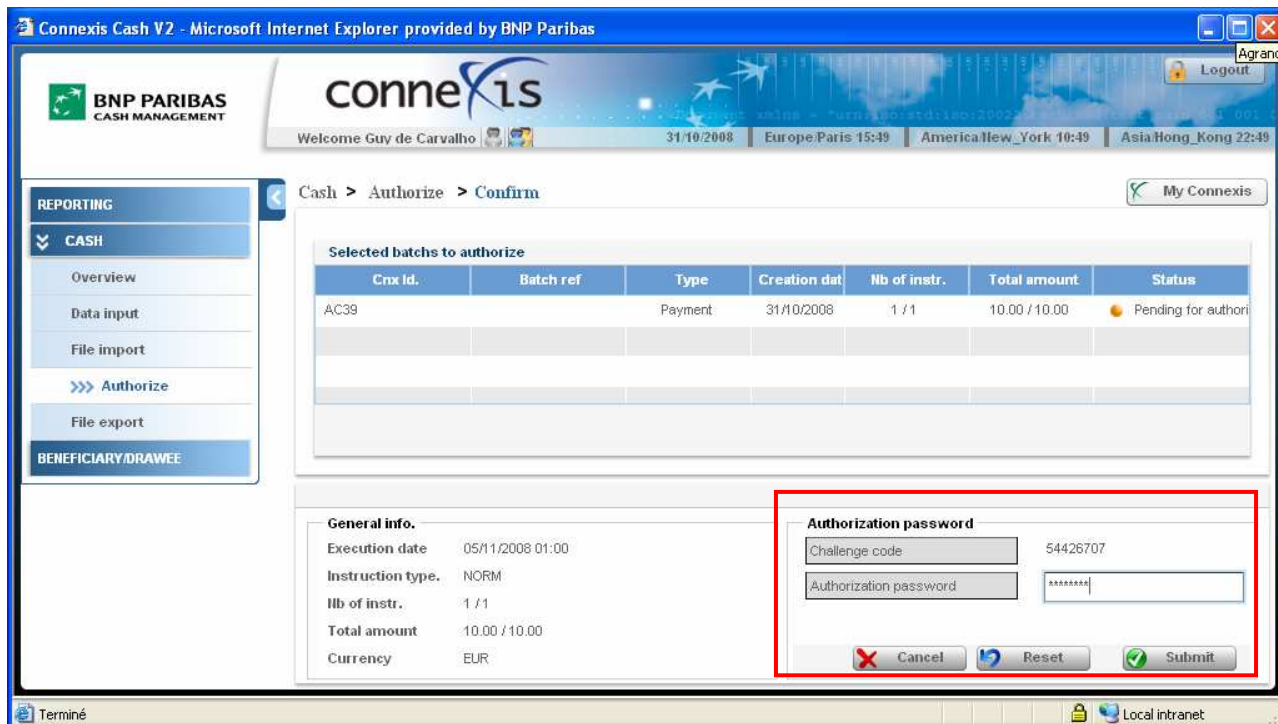 Connexis Cash V2 - Microsoft Internet Explorer provided by BNP Paribas
Agrand
BNP PARIBAS
CASH MANAGEMENT
connexis
Logout
Welcome Guy de Carvalho 31/10/2008 Europe/Paris 15:49 America/New_York 10:49 Asia/Hong_Kong 22:49
REPORTING
CASH
Overview
Data input
File import
>>> Authorize
File export
BENEFICIARY/DRAWEE
Cash > Authorize > Confirm
My Connexis
Selected batchs to authorize
Cnx Id. Batch ref Type Creation dat Nb of instr. Total amount Status
AC39 Payment 31/10/2008 1 / 1 10.00 / 10.00 Pending for authori
General info.
Execution date 05/11/2008 01:00
Instruction type. NORM
Nb of instr. 1 / 1
Total amount 10.00 / 10.00
Currency EUR
Authorization password
Challenge code 54426707
Authorization password ********
Cancel Reset Submit
Terminé Local intranet